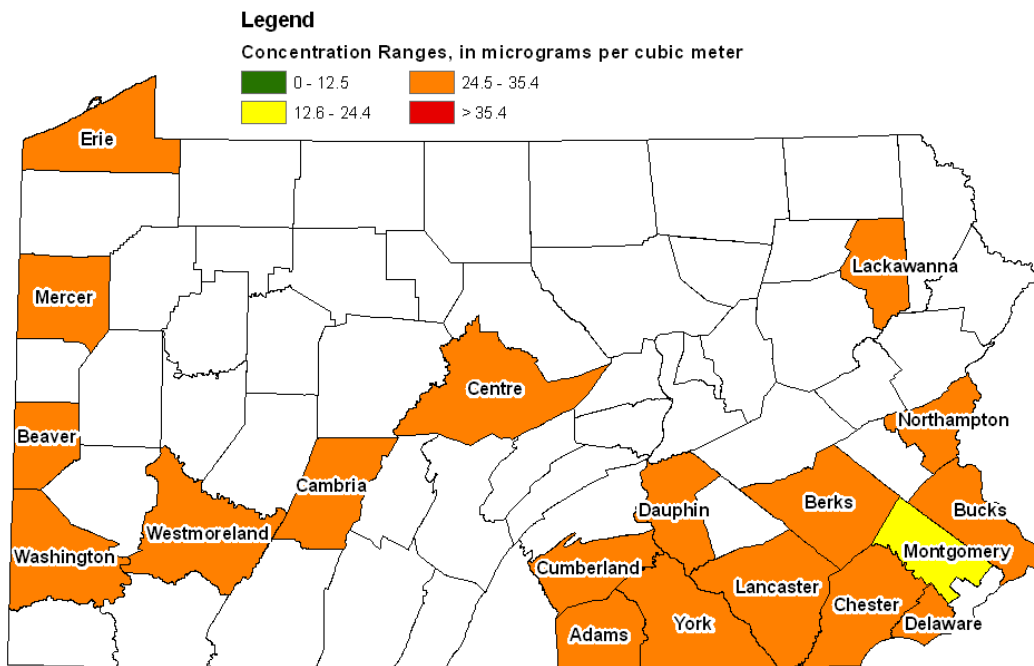 Legend
Concentration Ranges, in micrograms per cubic meter
0 - 12.5
24.5 - 35.4
12.6 - 24.4
> 35.4
Erie
Lackawanna
Mercer
Centre
Northampton
Beaver
Cambria
Berks
Bucks
Dauphin
Westmoreland
Washington
Montgomery
Cumberland
Lancaster
Chester
Delaware
York
Adams